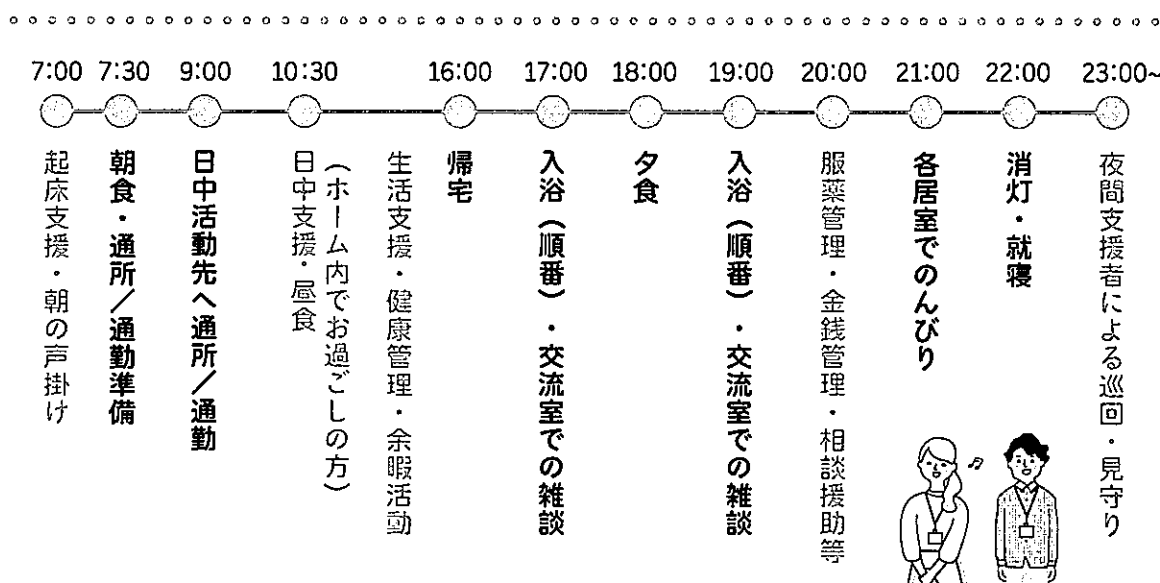 7:00 7:30 9:00 10:30 16:00 17:00 18:00 19:00 20:00 21:00 22:00 23:00~
起床支援・朝の声掛け
朝食・通所／通勤準備
日中活動先へ通所／通勤
日中支援・昼食
（ホーム内でお過ごしの方）
生活支援・健康管理・余暇活動
帰宅
入浴（順番）・交流室での雑談
夕食
入浴（順番）・交流室での雑談
服薬管理・金銭管理・相談援助等
各居室でのんびり
消灯・就寝
夜間支援者による巡回・見守り